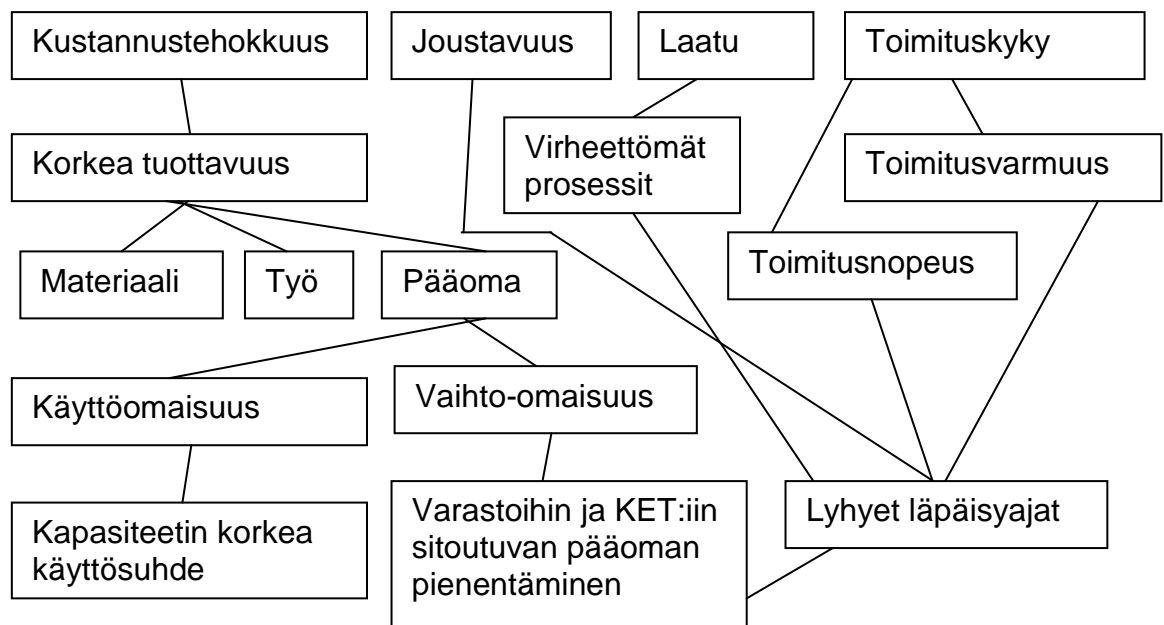 Kustannustehokkuus
Joustavuus
Laatu
Toimituskyky
Korkea tuottavuus
Virheettömät
prosessit
Toimitusvarmuus
Materiaali
Työ
Pääoma
Toimitusnopeus
Käyttöomaisuus
Vaihto-omaisuus
Kapasiteetin korkea
käyttösuhde
Varastoihin ja KET:iin
sitoutuvan pääoman
pienentäminen
Lyhyet läpäisyajat